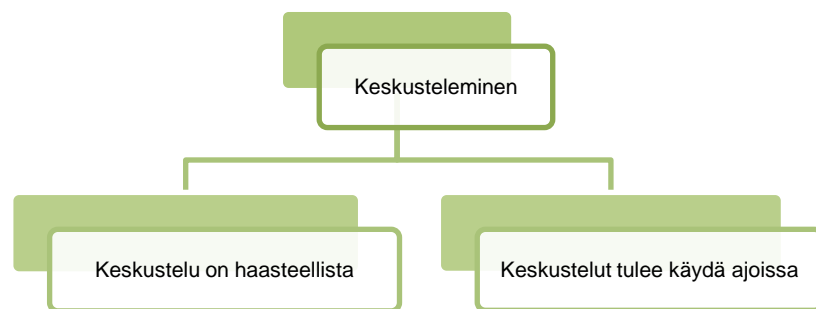 Keskusteleminen
Keskustelu on haasteellista
Keskustelut tulee käydä ajoissa